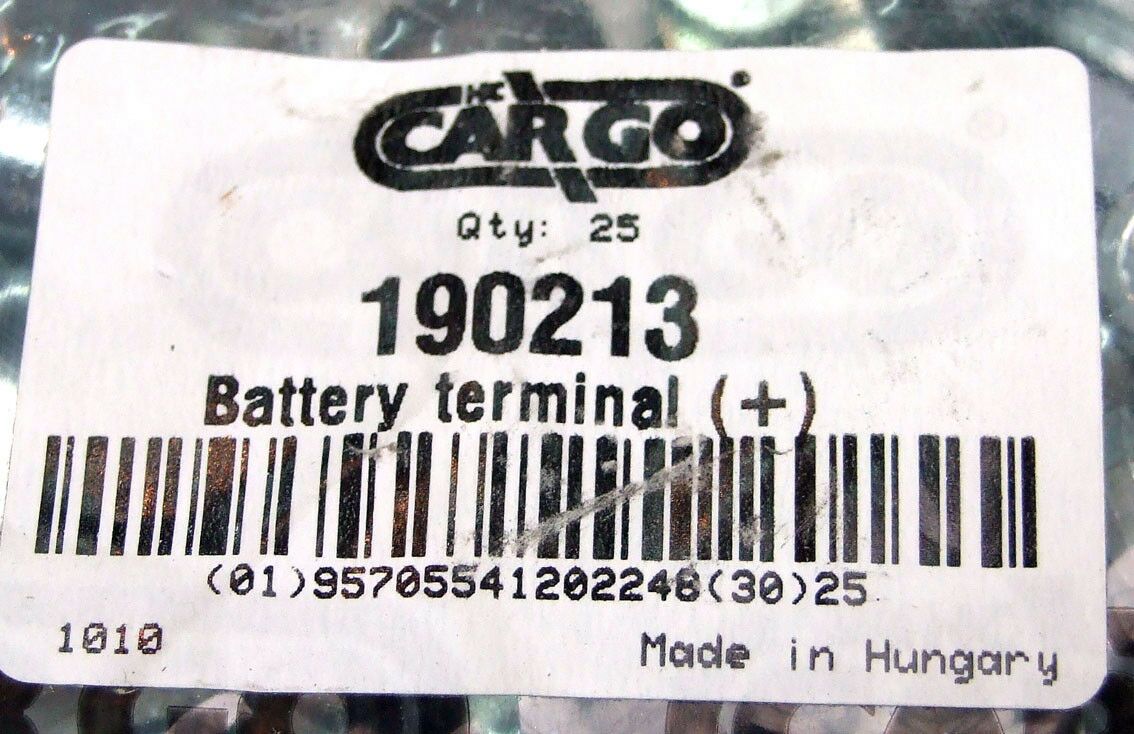 HC
CARGO®
Qty: 25
190213
Battery terminal (+)
(01)95705541202248(30)25
1010
Made in Hungary